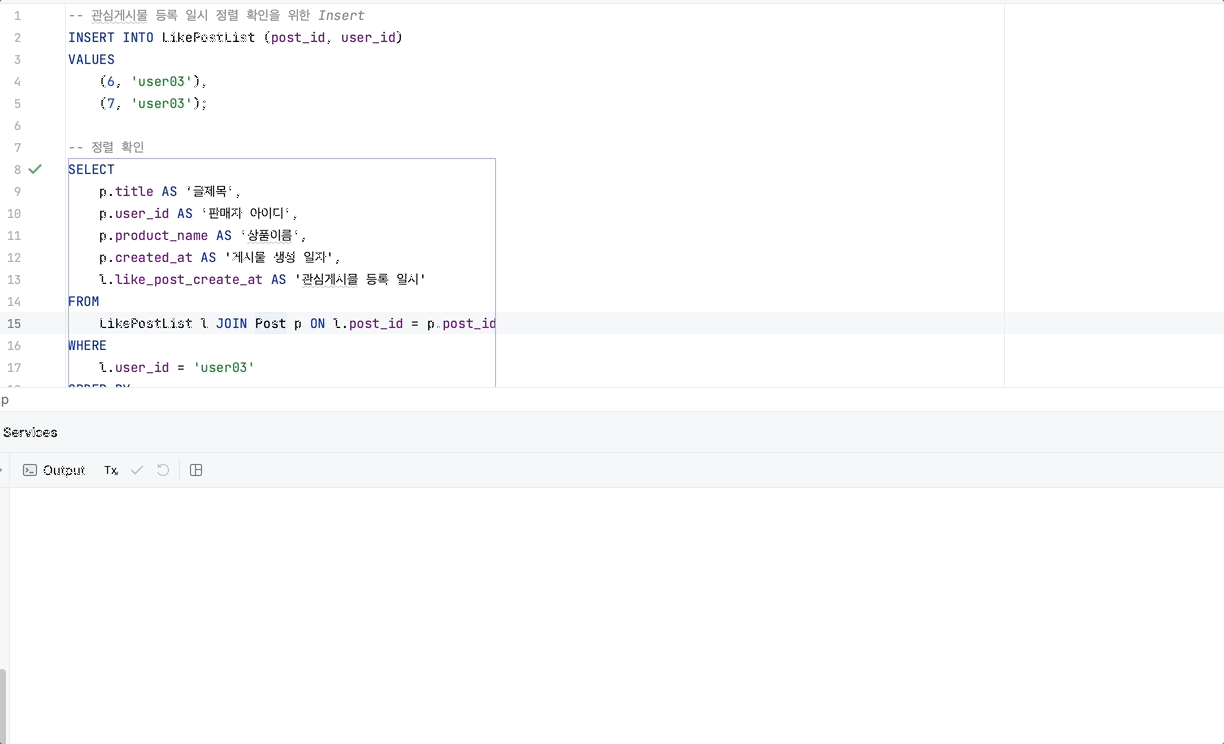 1 -- 관심게시물 등록 일시 정렬 확인을 위한 Insert
2 INSERT INTO LikePostList (post_id, user_id)
3 VALUES
4 (6, 'user03'),
5 (7, 'user03');
6
7 -- 정렬 확인
8 SELECT
9 p.title AS '글제목',
10 p.user_id AS '판매자 아이디',
11 p.product_name AS '상품이름',
12 p.created_at AS '게시물 생성 일자',
13 l.like_post_create_at AS '관심게시물 등록 일시'
14 FROM
15 LikePostList l JOIN Post p ON l.post_id = p.post_id
16 WHERE
17 l.user_id = 'user03'
18 ORDER BY
p
Services
Output Tx